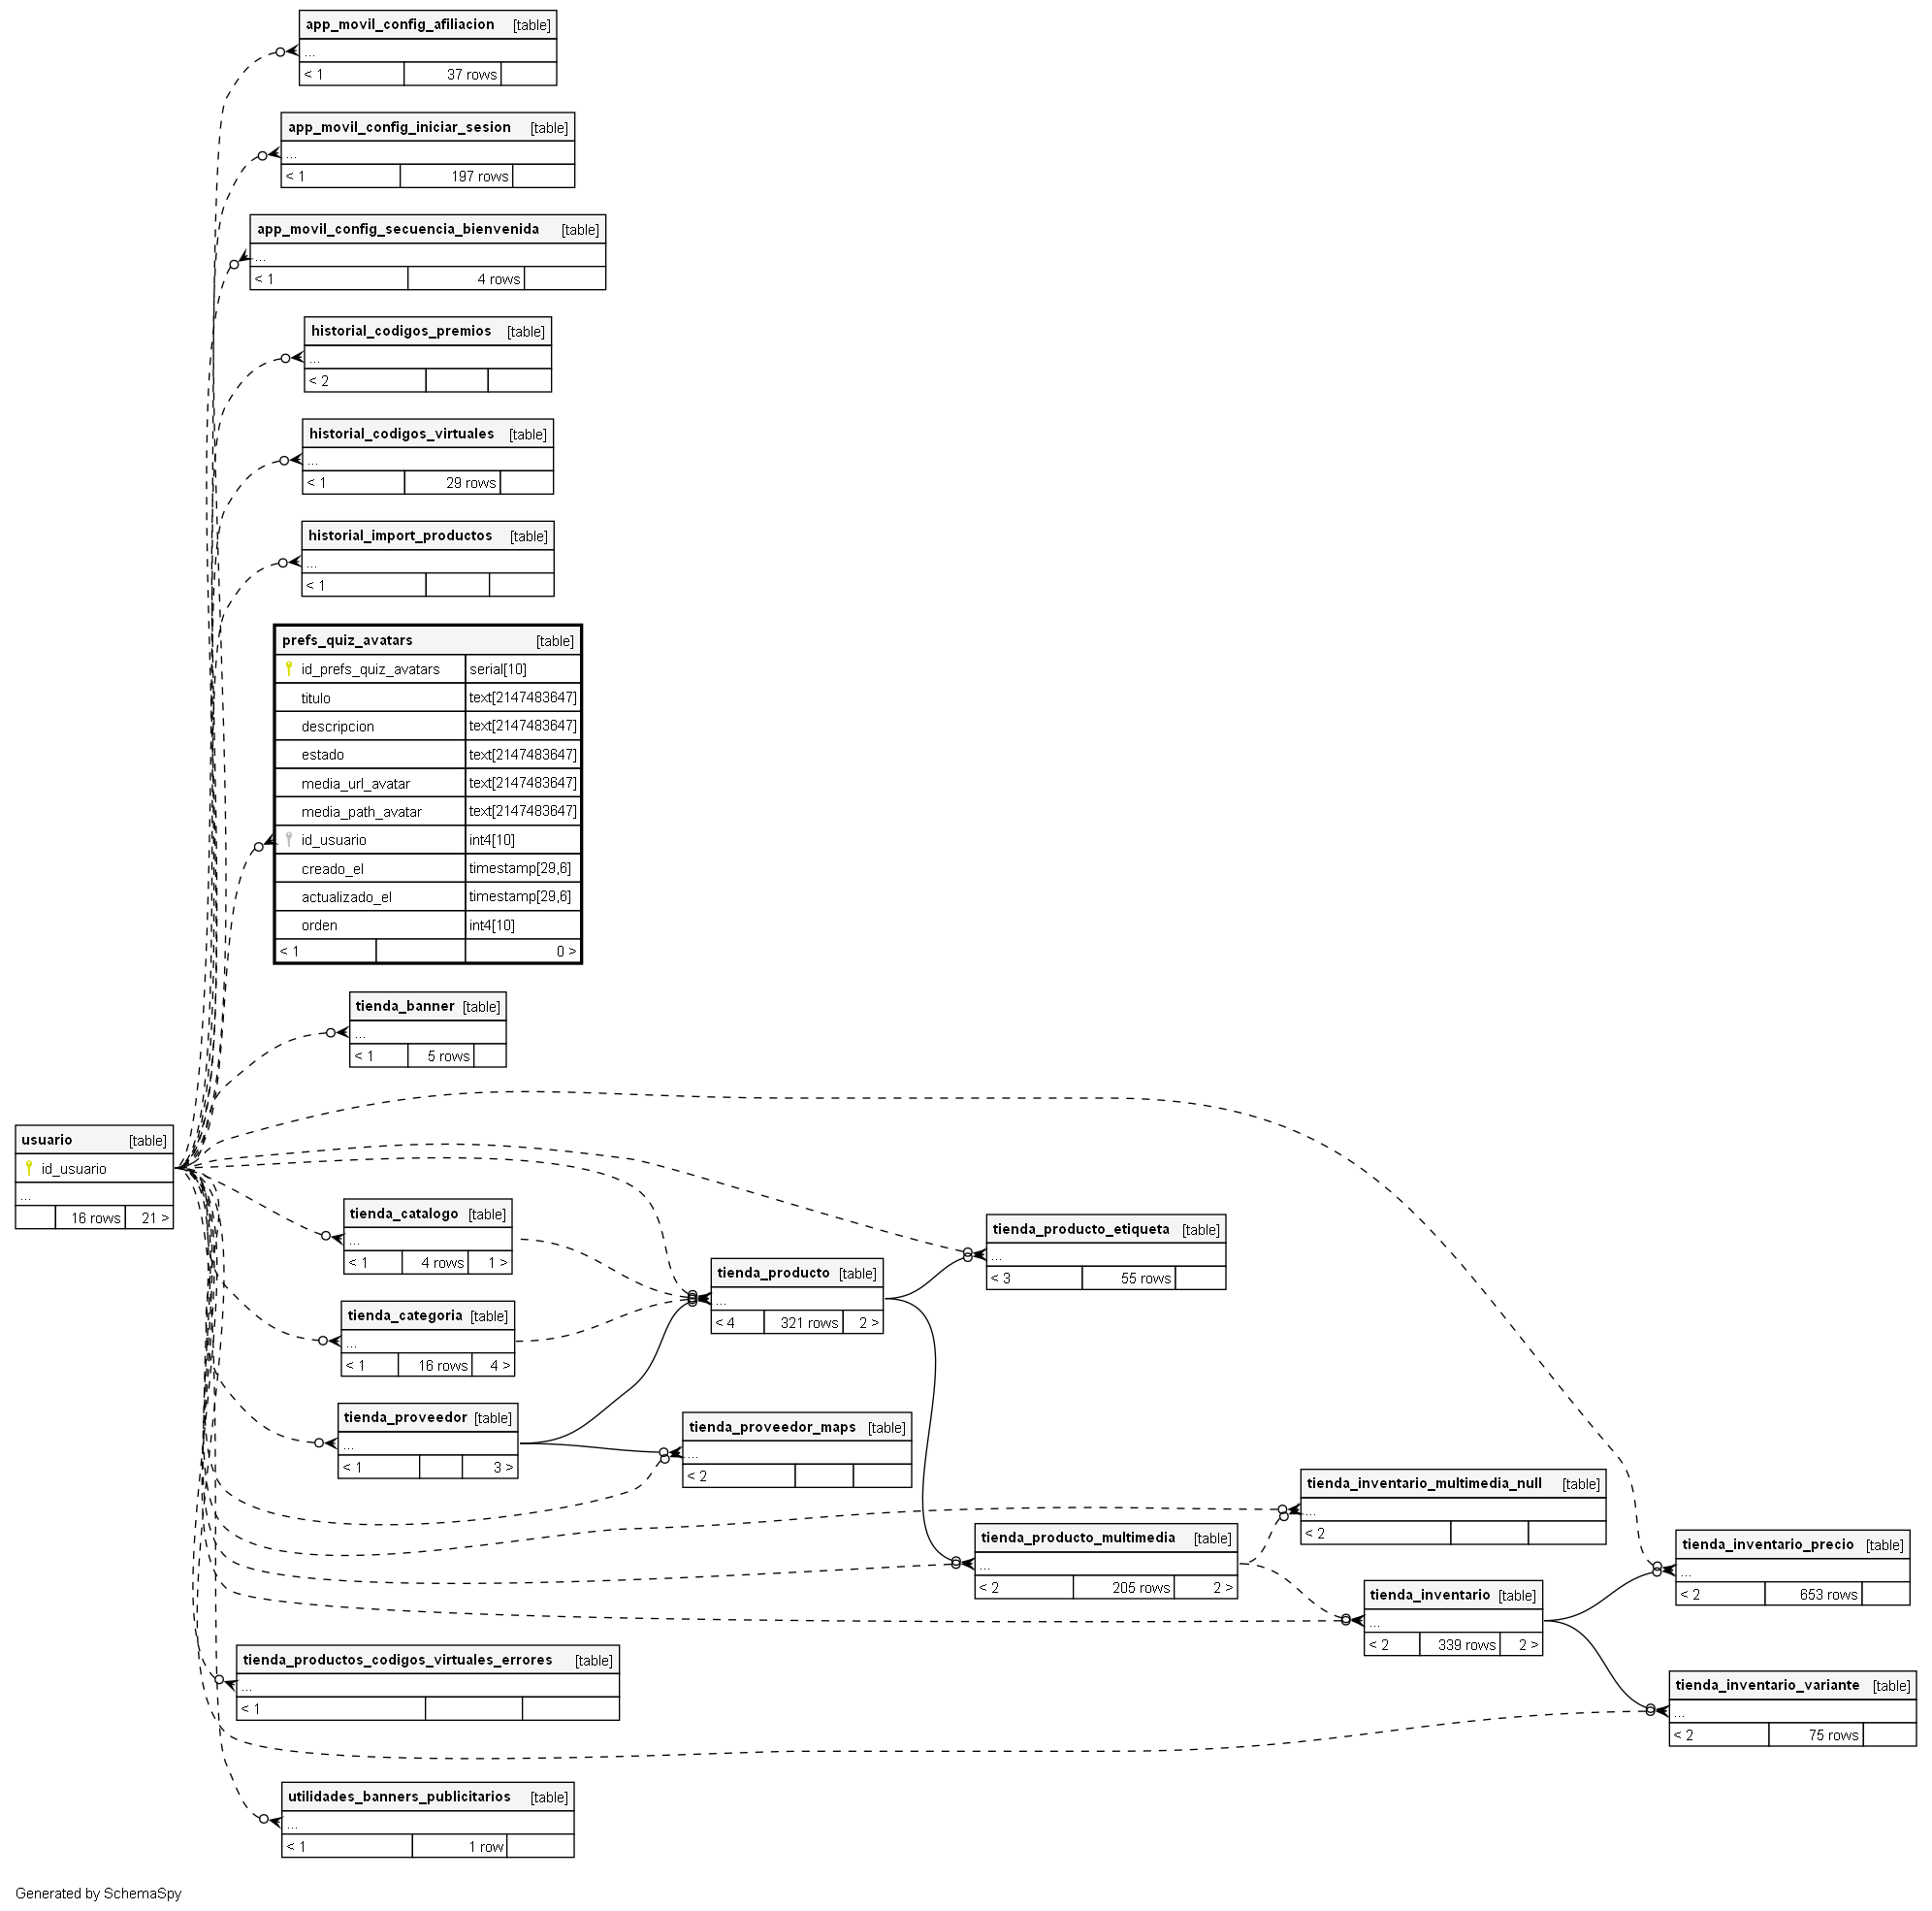 app_movil_config_afiliacion [table]
...
< 1 37 rows
app_movil_config_iniciar_sesion [table]
...
< 1 197 rows
app_movil_config_secuencia_bienvenida [table]
...
< 1 4 rows
historial_codigos_premios [table]
...
< 2
historial_codigos_virtuales [table]
...
< 1 29 rows
historial_import_productos [table]
...
< 1
prefs_quiz_avatars [table]
id_prefs_quiz_avatars serial[10]
titulo text[2147483647]
descripcion text[2147483647]
estado text[2147483647]
media_url_avatar text[2147483647]
media_path_avatar text[2147483647]
id_usuario int4[10]
creado_el timestamp[29,6]
actualizado_el timestamp[29,6]
orden int4[10]
< 1 0 >
tienda_banner [table]
...
< 1 5 rows
usuario [table]
id_usuario
...
16 rows 21 >
tienda_catalogo [table]
...
< 1 4 rows 1 >
tienda_producto_etiqueta [table]
...
< 3 55 rows
tienda_producto [table]
...
< 4 321 rows 2 >
tienda_categoria [table]
...
< 1 16 rows 4 >
tienda_proveedor [table]
...
< 1 3 >
tienda_proveedor_maps [table]
...
< 2
tienda_inventario_multimedia_null [table]
...
< 2
tienda_producto_multimedia [table]
...
< 2 205 rows 2 >
tienda_inventario_precio [table]
...
< 2 653 rows
tienda_inventario [table]
...
< 2 339 rows 2 >
tienda_productos_codigos_virtuales_errores [table]
...
< 1
tienda_inventario_variante [table]
...
< 2 75 rows
utilidades_banners_publicitarios [table]
...
< 1 1 row
Generated by SchemaSpy